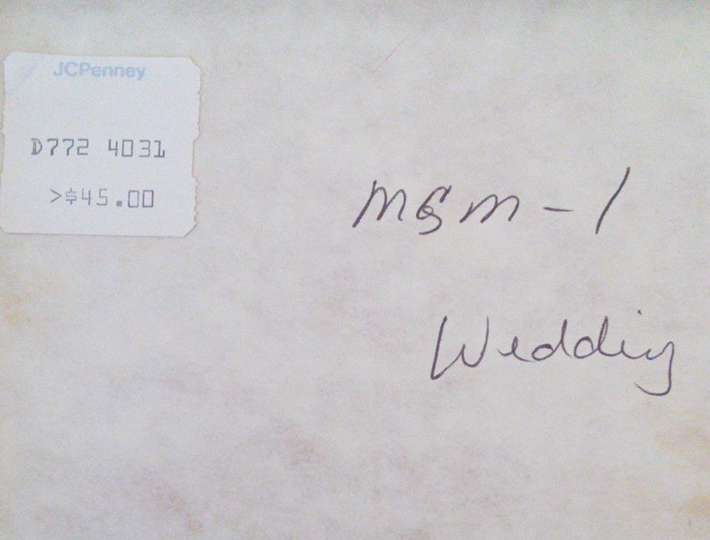 JCPenney
D772 4031
>$45.00
MGM - 1
Wedding